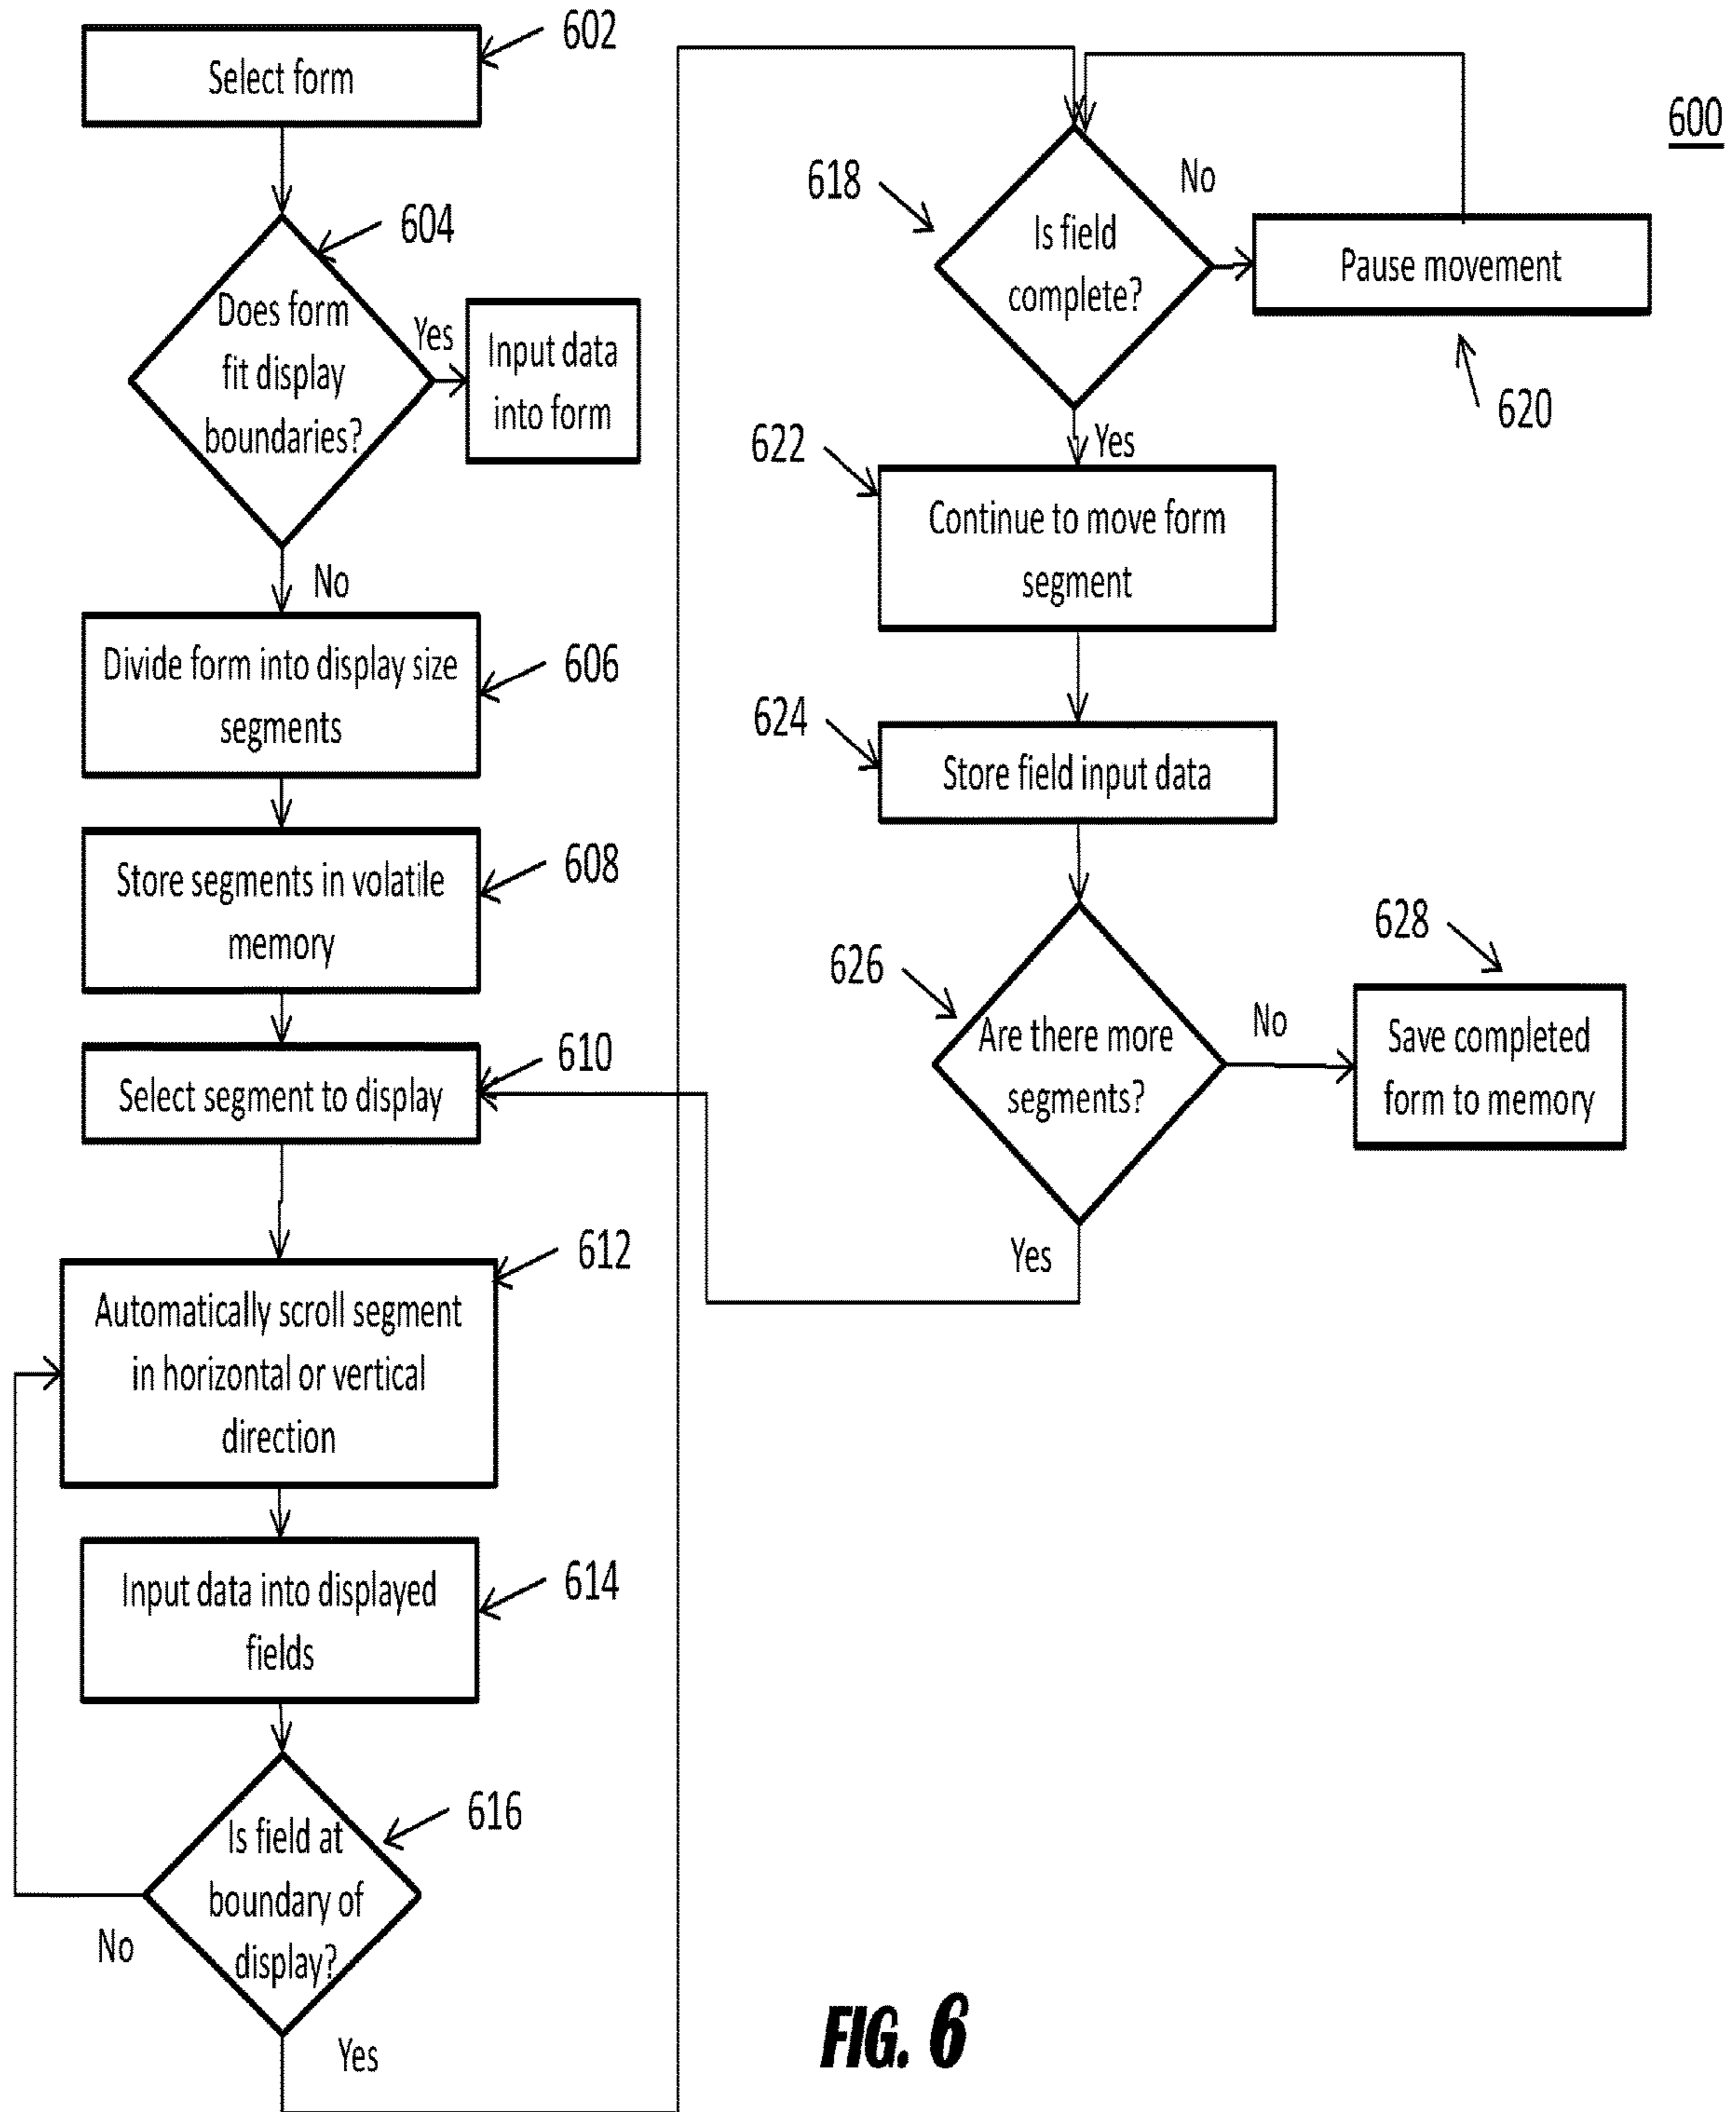 602
Select form
604
Does form
fit display
boundaries?
Yes
Input data
into form
No
Divide form into display size
segments
606
Store segments in volatile
memory
608
610
Select segment to display
612
Automatically scroll segment
in horizontal or vertical
direction
Input data into displayed
fields
614
616
Is field at
boundary of
display?
No
Yes
600
618
Is field
complete?
No
Pause movement
620
Yes
622
Continue to move form
segment
624
Store field input data
626
Are there more
segments?
No
628
Save completed
form to memory
Yes
FIG. 6